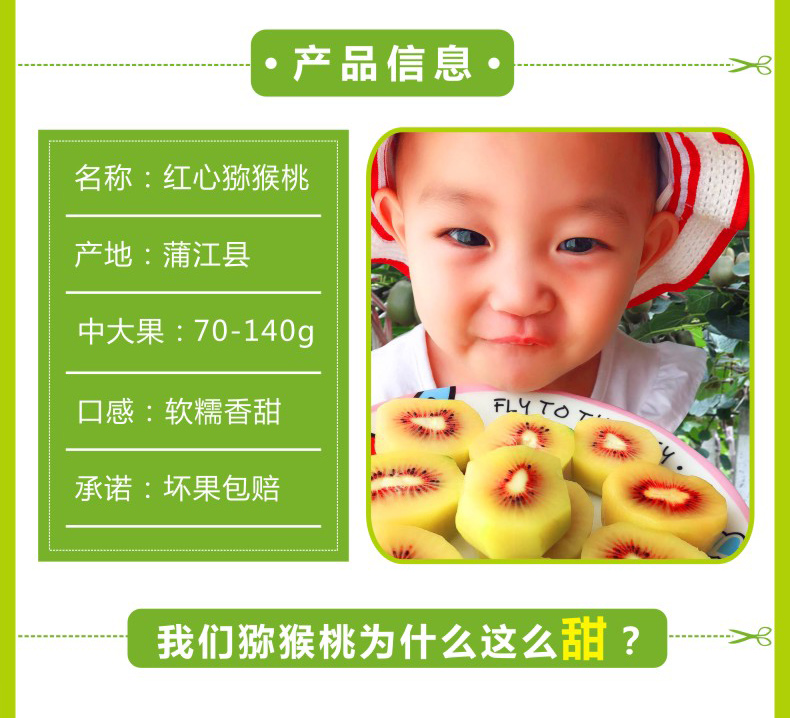 •产品信息•
名称：红心猕猴桃
产地：蒲江县
中大果：70-140g
口感：软糯香甜
承诺：坏果包赔
FLY TO T
我们猕猴桃为什么这么甜？